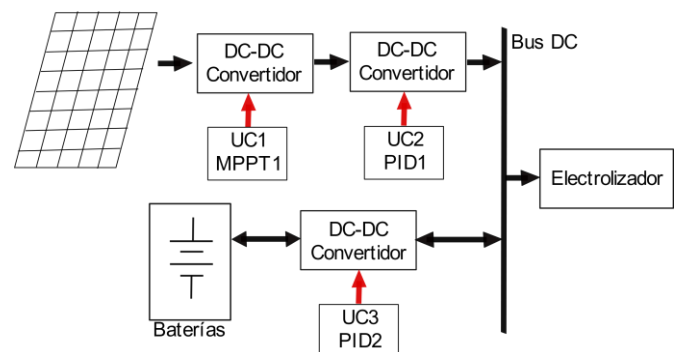 DC-DC
Convertidor
DC-DC
Convertidor
Bus DC
UC1
MPPT1
UC2
PID1
Electrolizador
DC-DC
Convertidor
Baterías
UC3
PID2